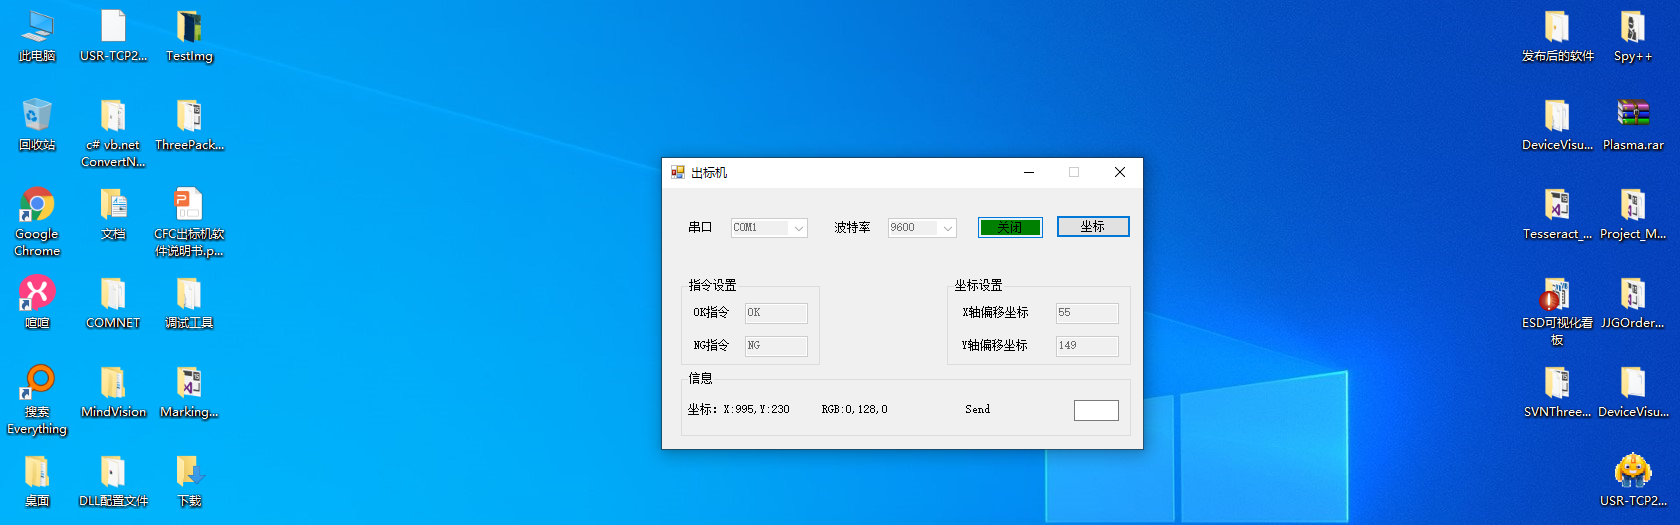 此电脑
USR-TCP2...
TestImg
回收站
c# vb.net
ConvertN...
ThreePack...
Google
Chrome
文档
CFC出标机软
件说明书.p...
喧喧
COMNET
调试工具
搜索
Everything
MindVision
Marking...
桌面
DLL配置文件
下载
出标机
串口
COM1
波特率
9600
关闭
坐标
指令设置
OK指令
OK
NG指令
NG
坐标设置
X轴偏移坐标
55
Y轴偏移坐标
149
信息
坐标: X:995,Y:230
RGB:0,128,0
Send
发布后的软件
Spy++
DeviceVisu...
Plasma.rar
Tesseract_...
Project_M...
ESD可视化看
板
JJGOrder...
SVNThree...
DeviceVisu...
USR-TCP2...